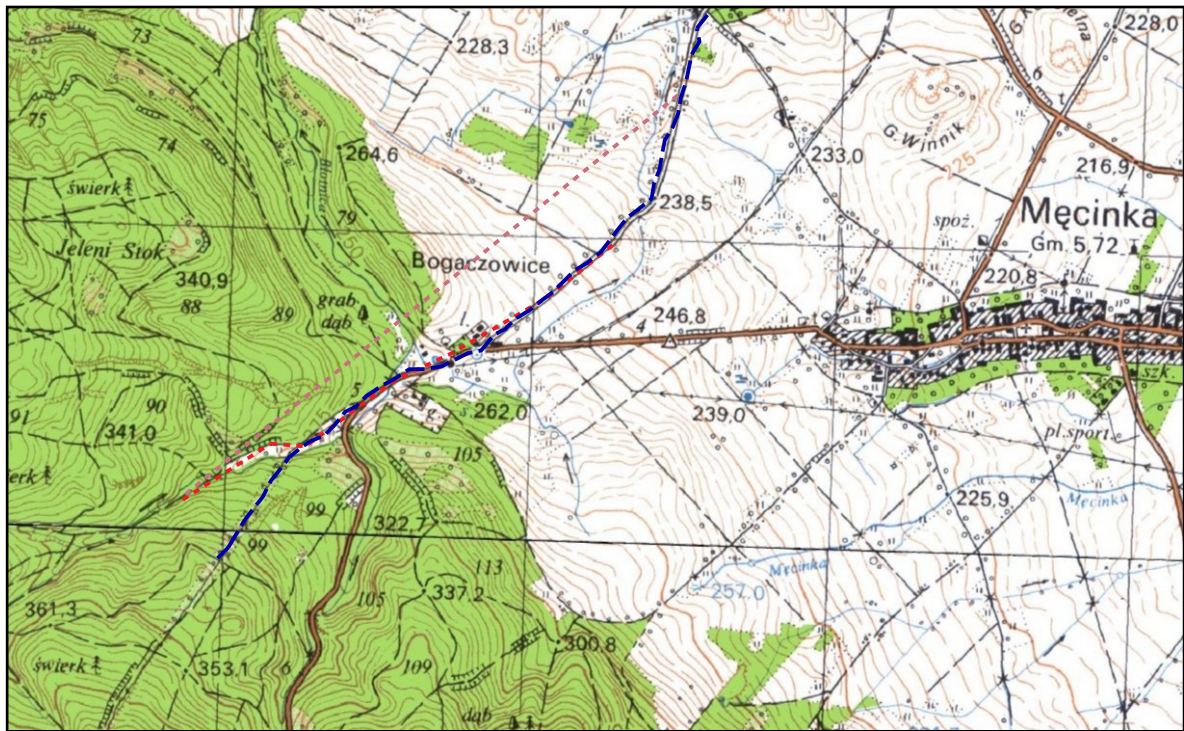 73
228,3
228,0
75
74
264,6
G. Winnik
225
233,0
216,9
świerk
79
238,5
spoż.
Męcinka
Gm. 5,72
Jeleni Stok
Bogaczowice
340,9
220,8
88
89
grab
dąb
246,8
4
5
szk.
91
90
262,0
239,0
341,0
pl. sport.
105
99
322,7
225,9
Męcinka
99
113
Męcinka
337,2
257,0
361,3
105
300,8
świerk
353,1
6
109
dąb